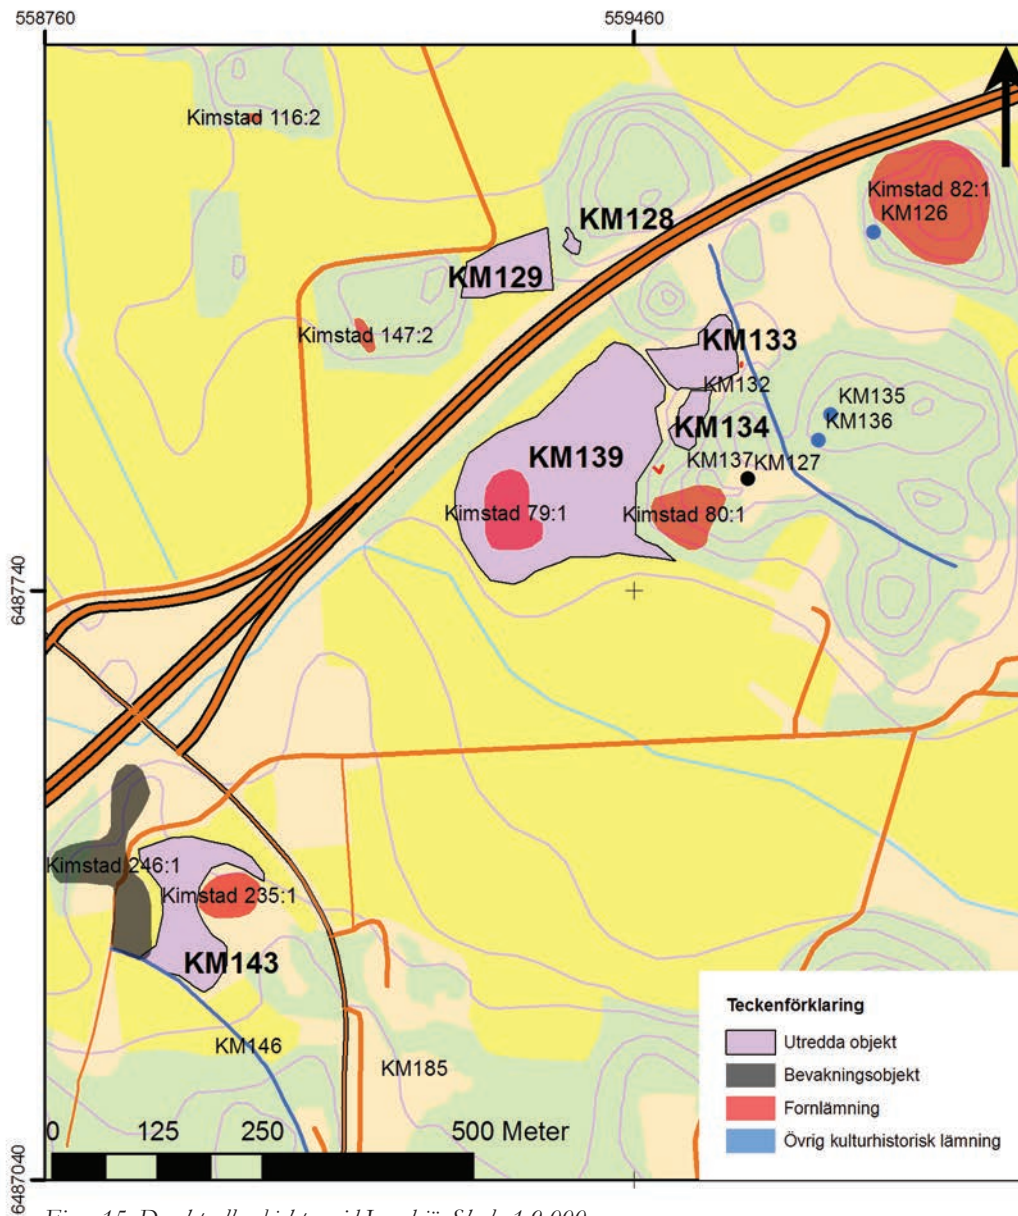 558760
559460
Kimstad 116:2
Kimstad 82:1
KM126
KM128
KM129
Kimstad 147:2
KM133
KM132
KM135
KM136
KM134
KM139
KM137
KM127
Kimstad 79:1
Kimstad 80:1
6487740
Kimstad 246:1
Kimstad 235:1
KM143
KM146
KM185
Teckenförklaring
Utredda objekt
Bevakningsobjekt
Fornlämning
Övrig kulturhistorisk lämning
0 125 250 500 Meter
6487040